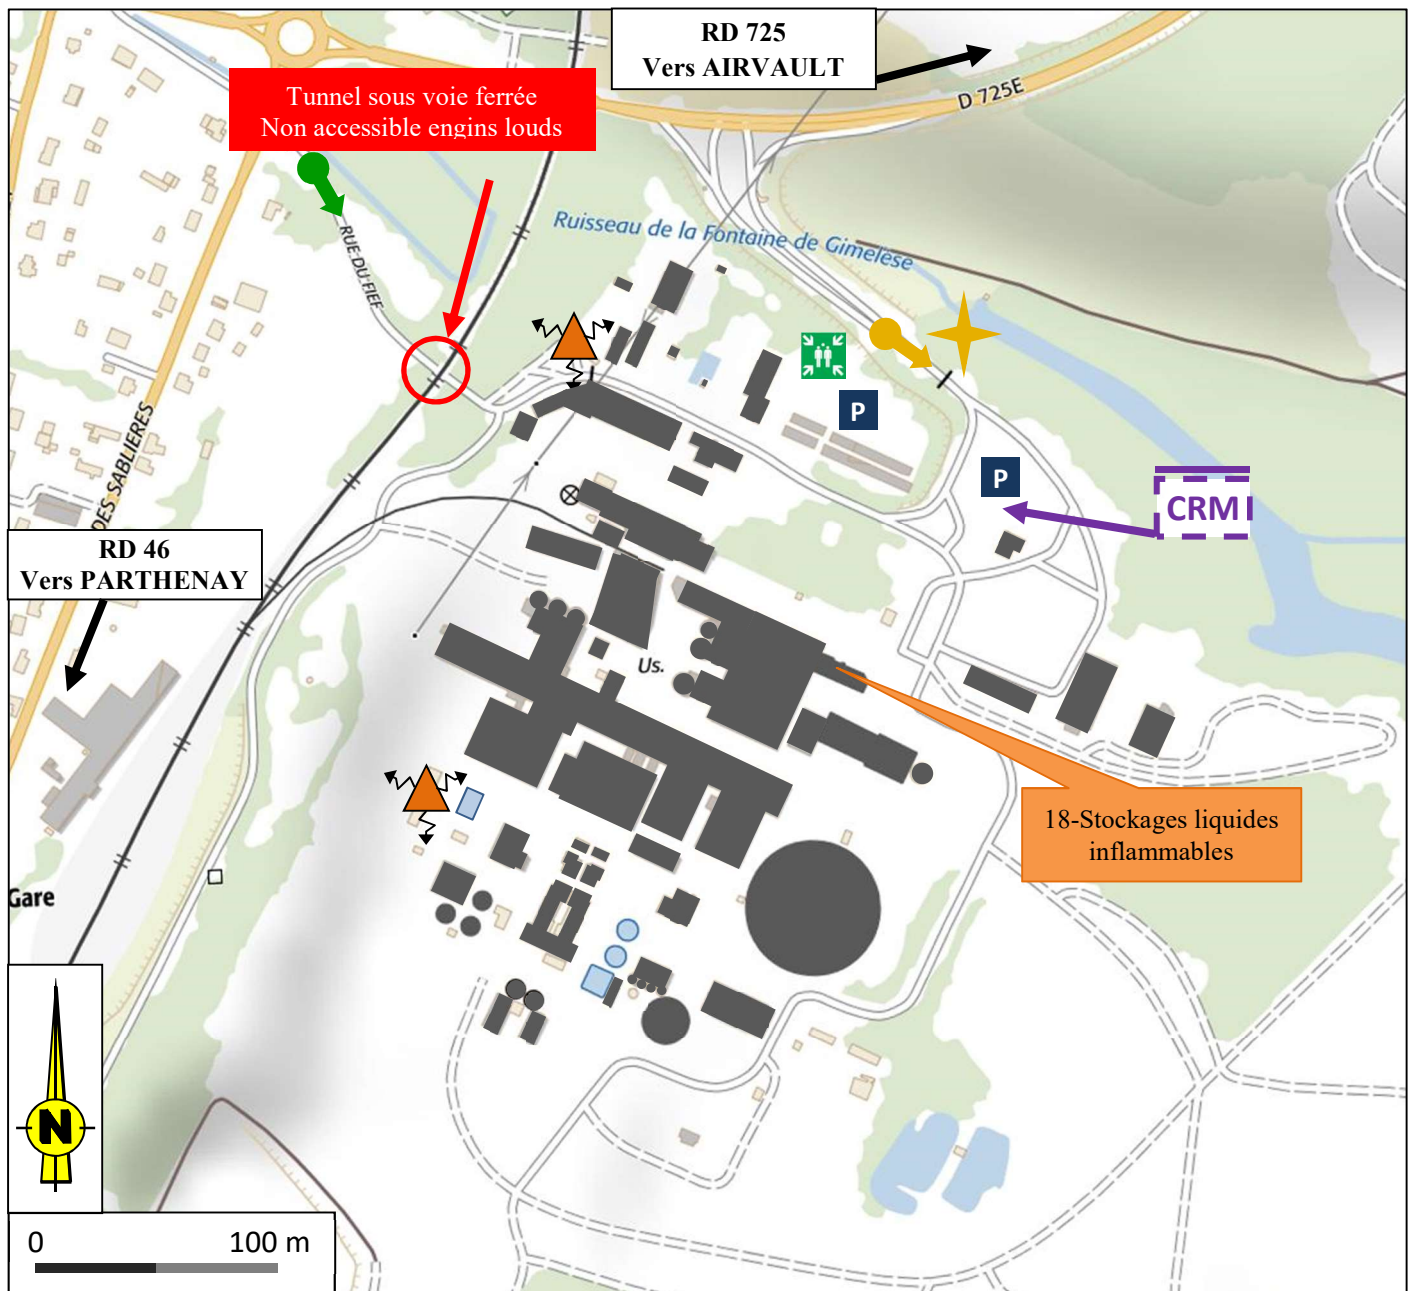 RD 725
Vers AIRVAULT
D 725E
Tunnel sous voie ferrée
Non accessible engins louds
RUE DU FIEF
Ruisseau de la Fontaine de Gimelèse
P
P
CRM
DES SABLIERES
RD 46
Vers PARTHENAY
Us.
18-Stockages liquides
inflammables
Gare
N
0 100 m